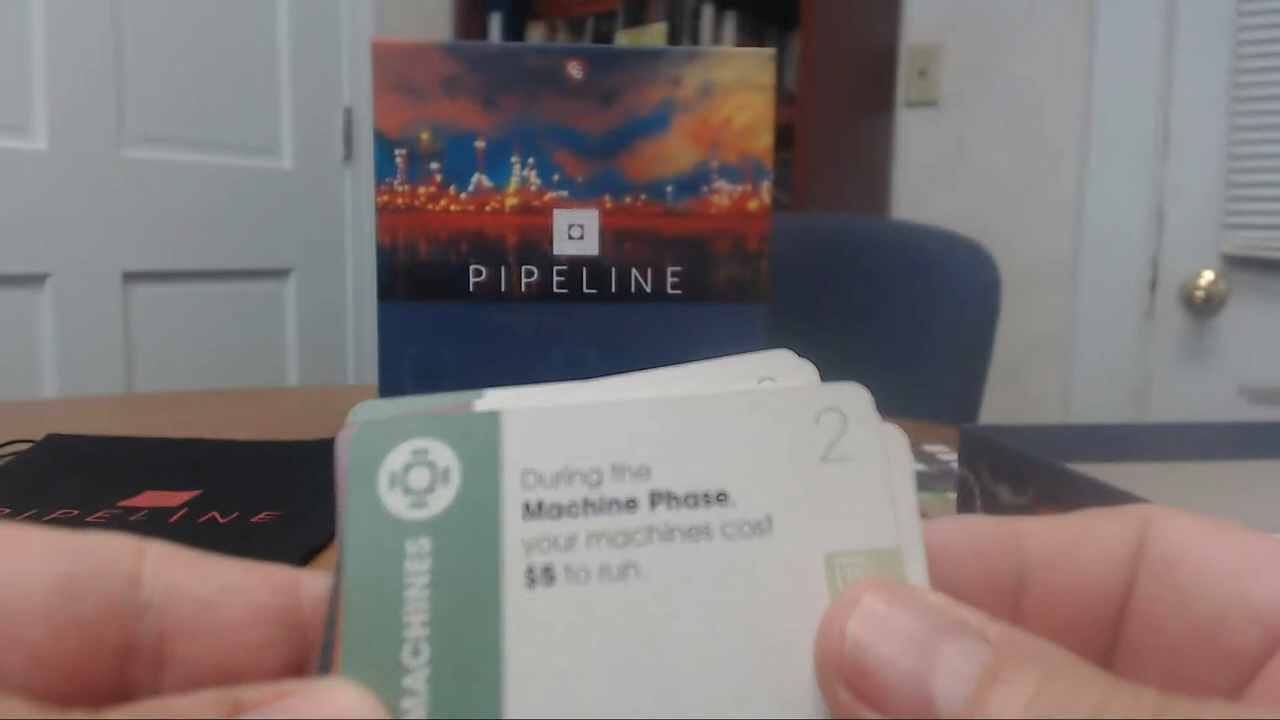 PIPELINE
2
During the
Machine Phase,
your machines cost
$5 to run.
MACHINES
PIPELINE